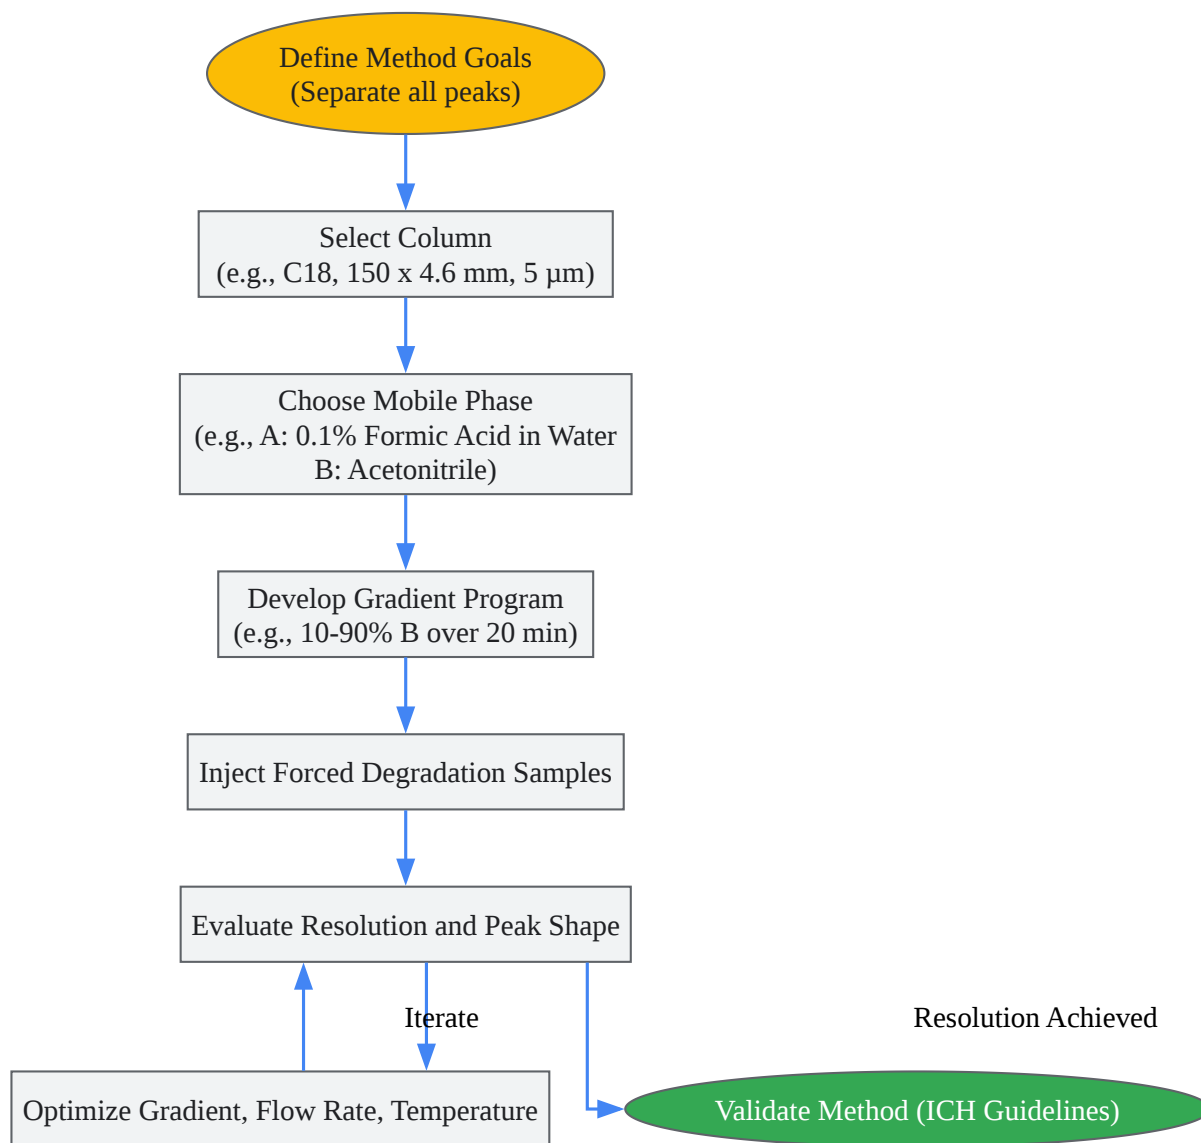 Define Method Goals
(Separate all peaks)
Select Column
(e.g., C18, 150 x 4.6 mm, 5 µm)
Choose Mobile Phase
(e.g., A: 0.1% Formic Acid in Water
B: Acetonitrile)
Develop Gradient Program
(e.g., 10-90% B over 20 min)
Inject Forced Degradation Samples
Evaluate Resolution and Peak Shape
Iterate
Resolution Achieved
Optimize Gradient, Flow Rate, Temperature
Validate Method (ICH Guidelines)